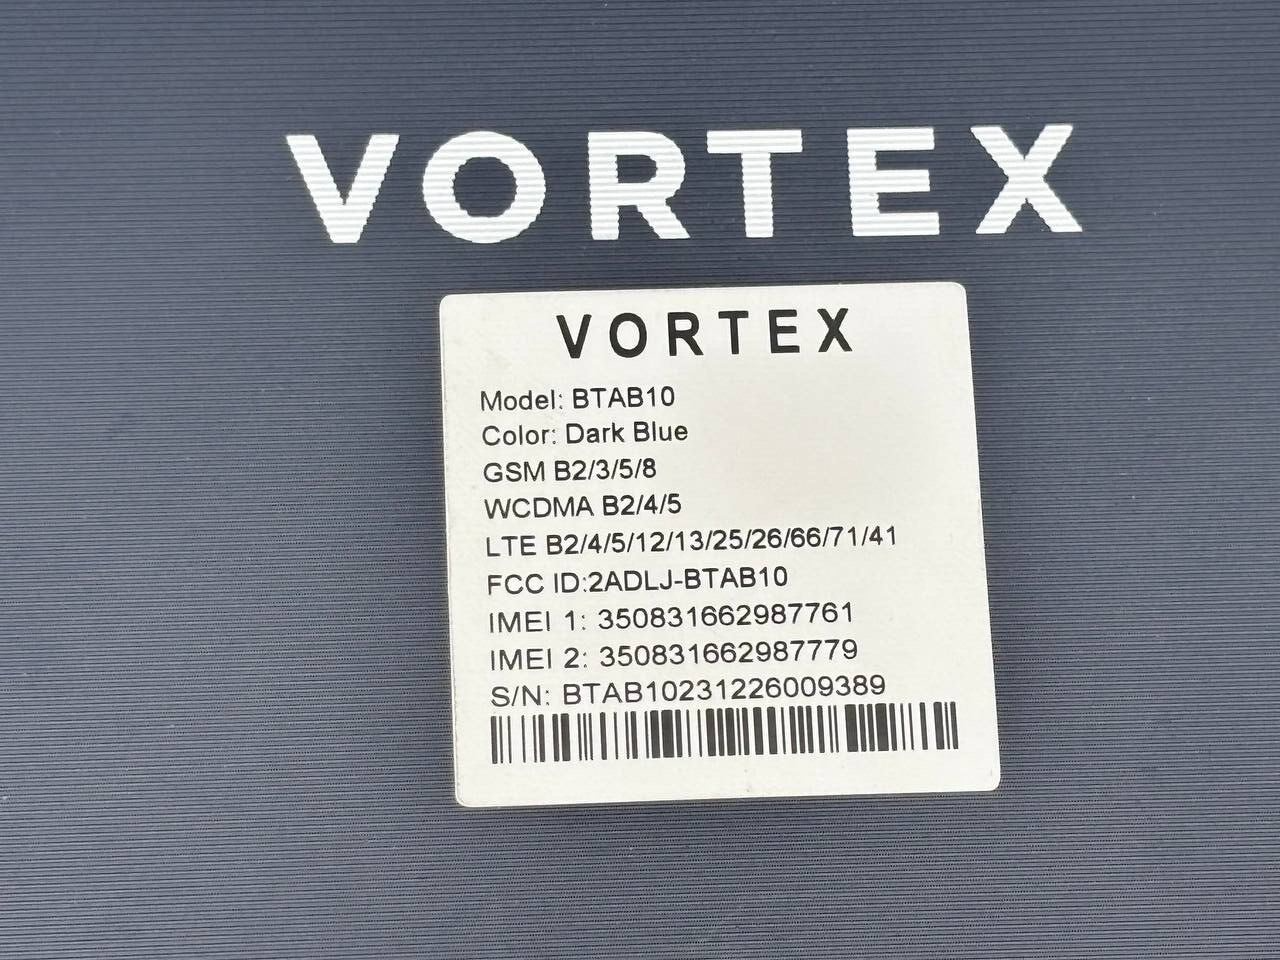 VORTEX
VORTEX
Model: BTAB10
Color: Dark Blue
GSM B2/3/5/8
WCDMA B2/4/5
LTE B2/4/5/12/13/25/26/66/71/41
FCC ID:2ADLJ-BTAB10
IMEI 1: 350831662987761
IMEI 2: 350831662987779
S/N: BTAB10231226009389